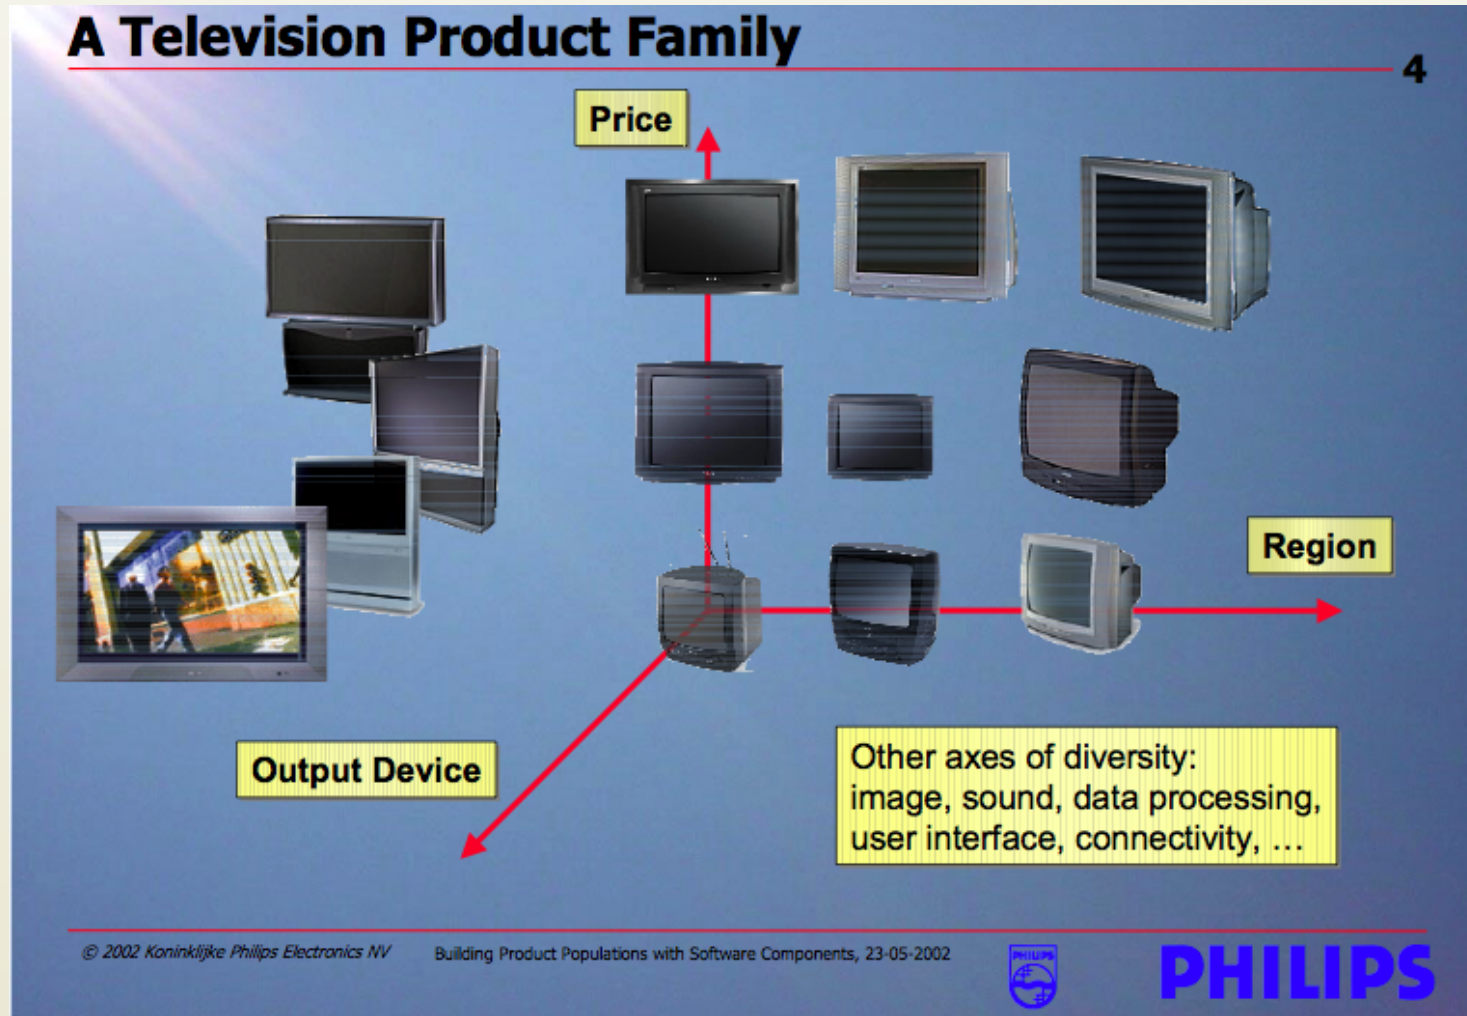 A Television Product Family
4
Price
Region
Output Device
Other axes of diversity:
image, sound, data processing,
user interface, connectivity, …
© 2002 Koninklijke Philips Electronics NV
Building Product Populations with Software Components, 23-05-2002
PHILIPS
PHILIPS